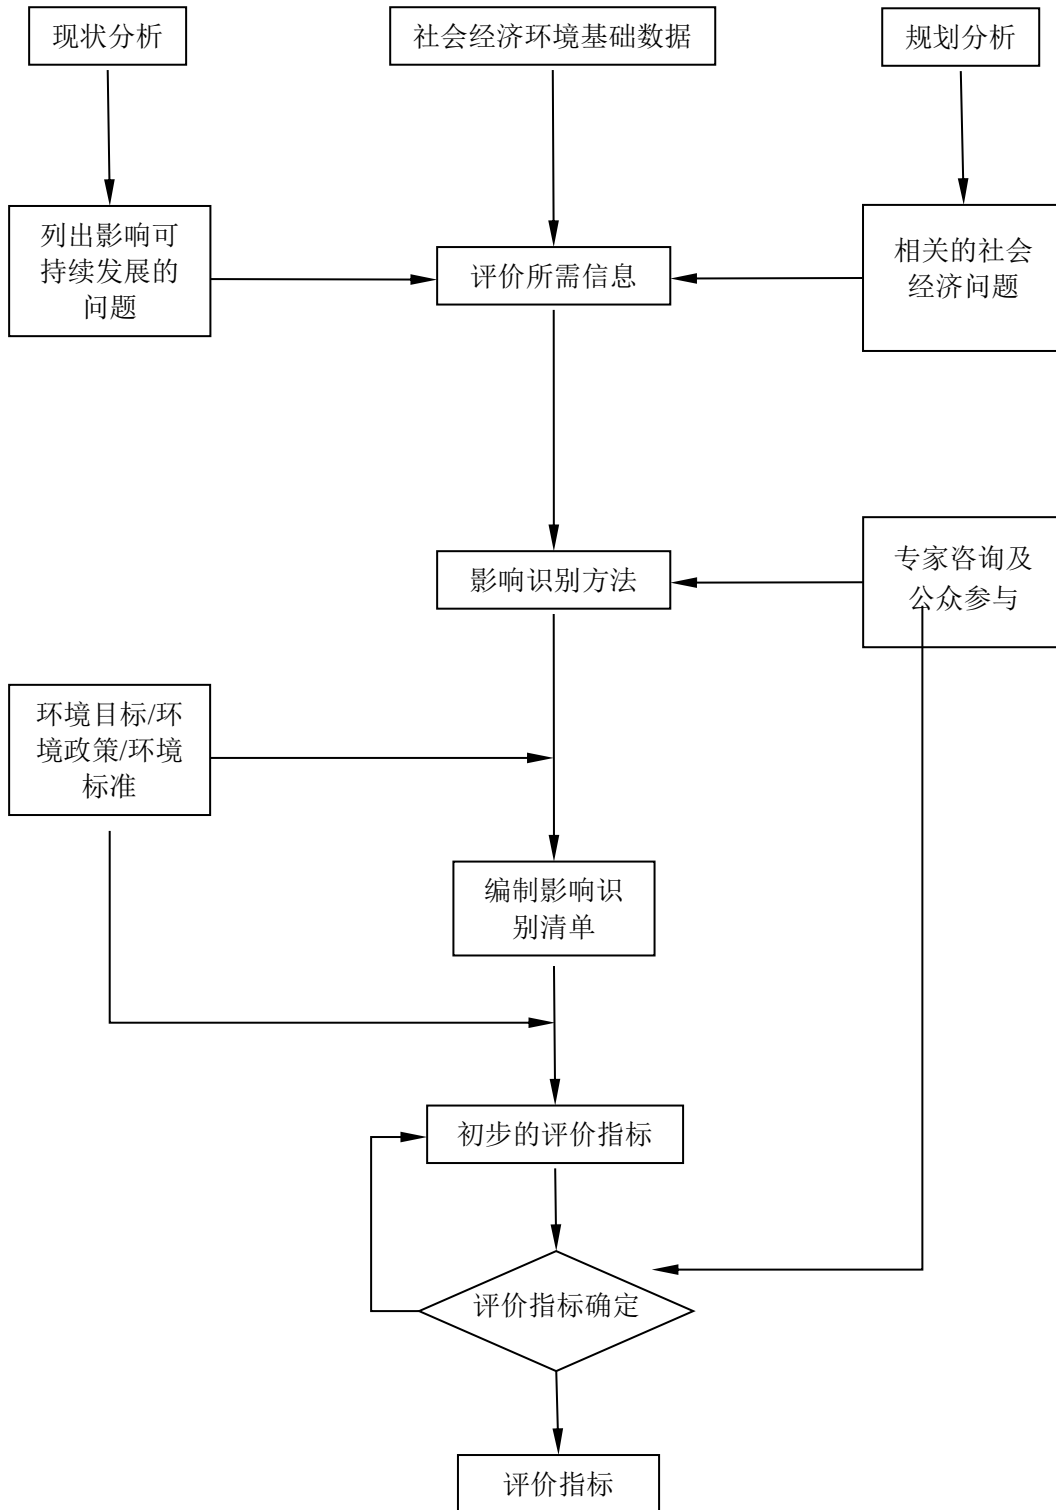 现状分析
社会经济环境基础数据
规划分析
列出影响可
持续发展的
问题
评价所需信息
相关的社会
经济问题
影响识别方法
专家咨询及
公众参与
环境目标/环
境政策/环境
标准
编制影响识
别清单
初步的评价指标
评价指标确定
评价指标